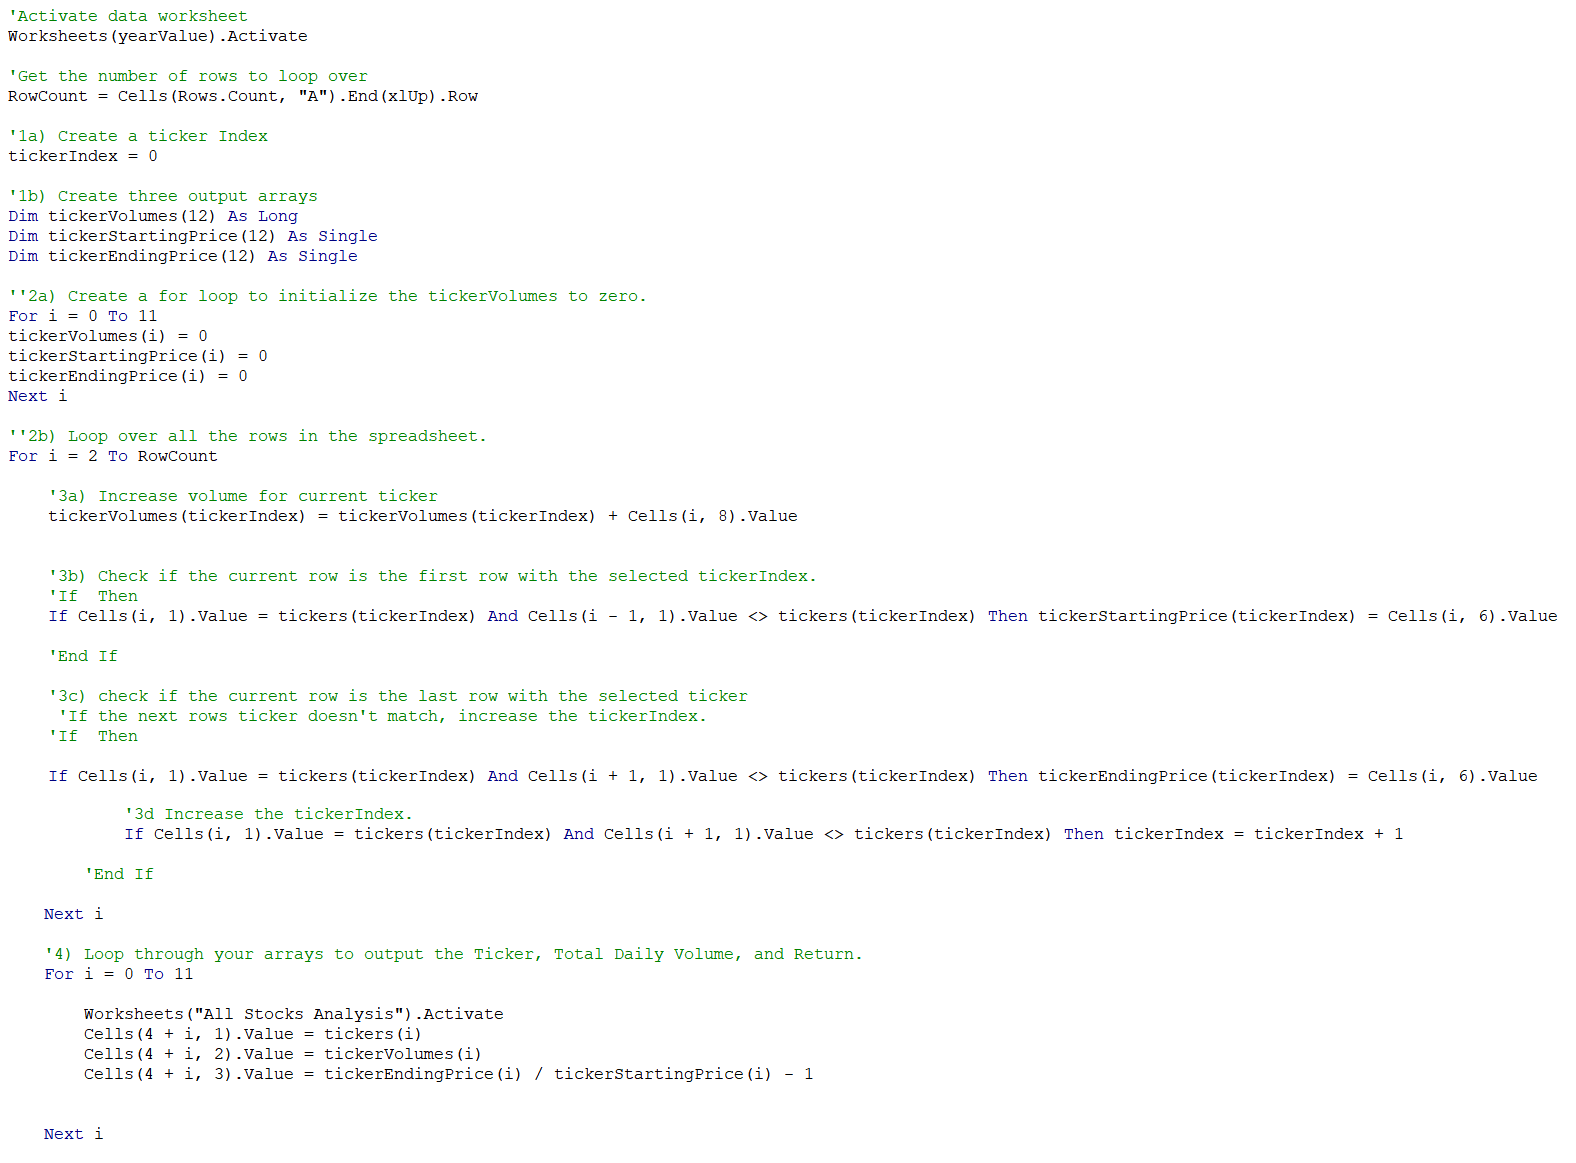 'Activate data worksheet
Worksheets(yearValue).Activate
'Get the number of rows to loop over
RowCount = Cells(Rows.Count, "A").End(xlUp).Row
'1a) Create a ticker Index
tickerIndex = 0
'1b) Create three output arrays
Dim tickerVolumes(12) As Long
Dim tickerStartingPrice(12) As Single
Dim tickerEndingPrice(12) As Single
''2a) Create a for loop to initialize the tickerVolumes to zero.
For i = 0 To 11
tickerVolumes(i) = 0
tickerStartingPrice(i) = 0
tickerEndingPrice(i) = 0
Next i
''2b) Loop over all the rows in the spreadsheet.
For i = 2 To RowCount
'3a) Increase volume for current ticker
tickerVolumes(tickerIndex) = tickerVolumes(tickerIndex) + Cells(i, 8).Value
'3b) Check if the current row is the first row with the selected tickerIndex.
'If  Then
If Cells(i, 1).Value = tickers(tickerIndex) And Cells(i - 1, 1).Value <> tickers(tickerIndex) Then tickerStartingPrice(tickerIndex) = Cells(i, 6).Value
'End If
'3c) check if the current row is the last row with the selected ticker
'If the next rows ticker doesn't match, increase the tickerIndex.
'If  Then
If Cells(i, 1).Value = tickers(tickerIndex) And Cells(i + 1, 1).Value <> tickers(tickerIndex) Then tickerEndingPrice(tickerIndex) = Cells(i, 6).Value
'3d Increase the tickerIndex.
If Cells(i, 1).Value = tickers(tickerIndex) And Cells(i + 1, 1).Value <> tickers(tickerIndex) Then tickerIndex = tickerIndex + 1
'End If
Next i
'4) Loop through your arrays to output the Ticker, Total Daily Volume, and Return.
For i = 0 To 11
Worksheets("All Stocks Analysis").Activate
Cells(4 + i, 1).Value = tickers(i)
Cells(4 + i, 2).Value = tickerVolumes(i)
Cells(4 + i, 3).Value = tickerEndingPrice(i) / tickerStartingPrice(i) - 1
Next i